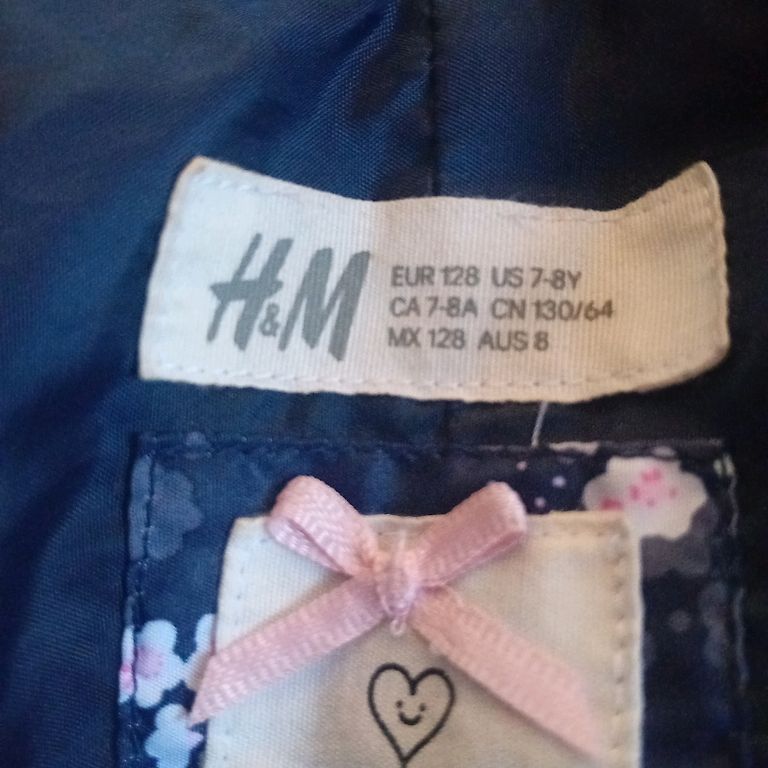 H&M
EUR 128 US 7-8Y
CA 7-8A CN 130/64
MX 128 AUS 8